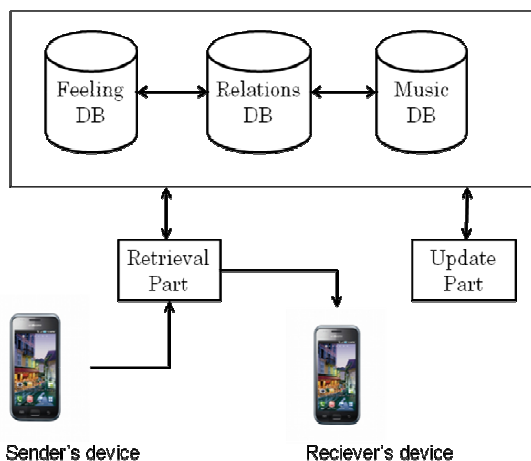 Feeling
DB
Relations
DB
Music
DB
Retrieval
Part
Update
Part
Sender's device
Reciever's device